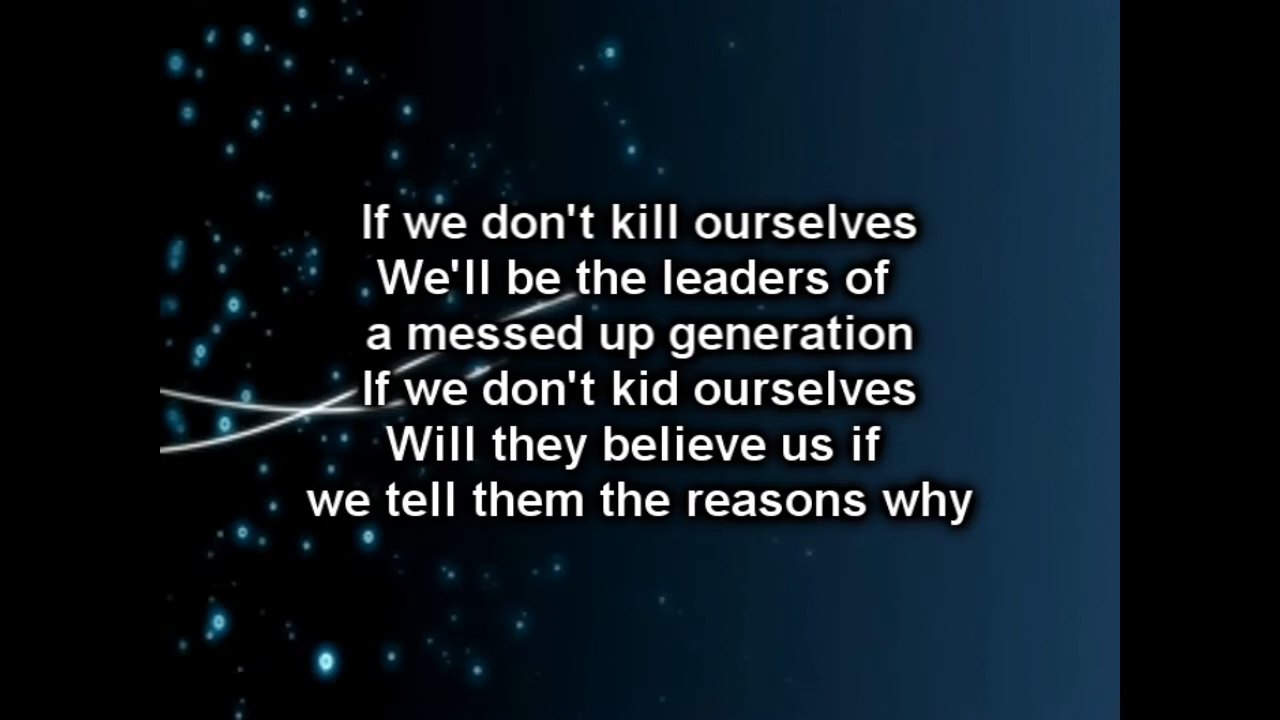 If we don't kill ourselves
We'll be the leaders of
a messed up generation
If we don't kid ourselves
Will they believe us if
we tell them the reasons why